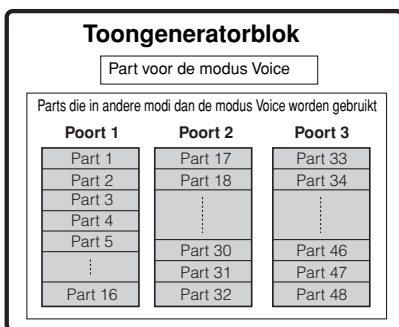 Toongeneratorblok
Part voor de modus Voice
Parts die in andere modi dan de modus Voice worden gebruikt
Poort 1
Part 1
Part 2
Part 3
Part 4
Part 5
Part 16
Poort 2
Part 17
Part 18
Part 30
Part 31
Part 32
Poort 3
Part 33
Part 34
Part 46
Part 47
Part 48